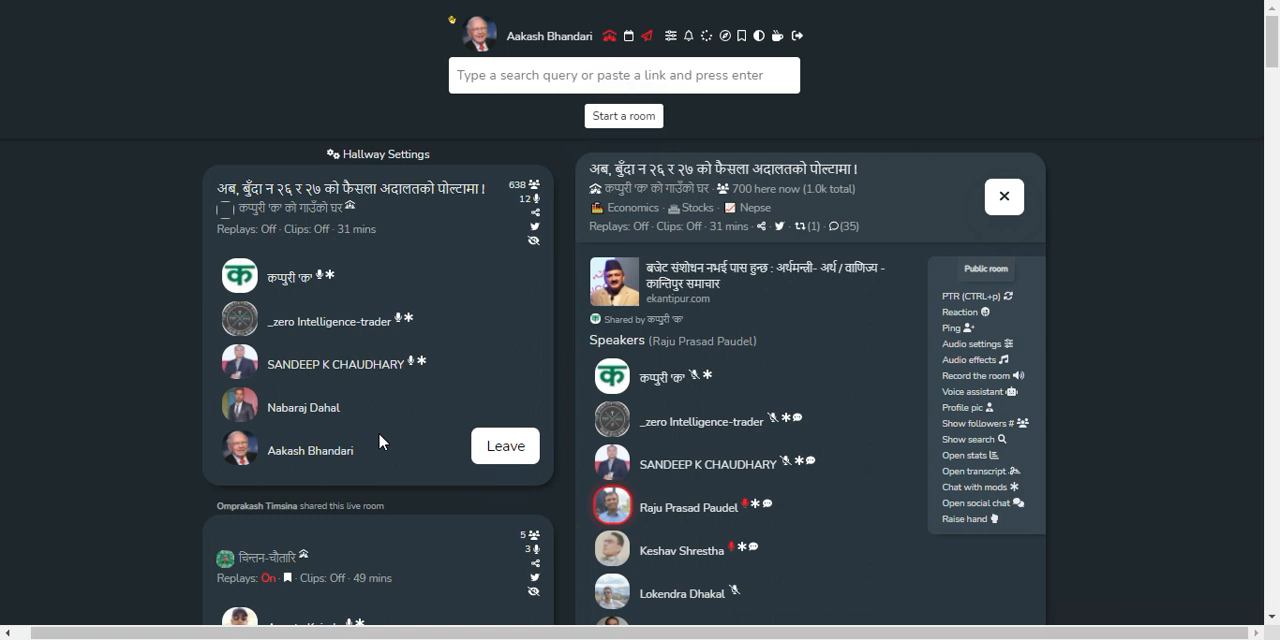 Aakash Bhandari
Type a search query or paste a link and press enter
Start a room
Hallway Settings
अब, बुँदा न २६ र २७ को फैसला अदालतको पोल्टामा !
638
12
कप्पुरी 'क' को गाउँको घर
Replays: Off · Clips: Off · 31 mins
क
कप्पुरी 'क'
_zero Intelligence-trader
SANDEEP K CHAUDHARY
Nabaraj Dahal
Aakash Bhandari
Leave
Omprakash Timsina shared this live room
5
3
चिन्तन-चौतारि
Replays: On · Clips: Off · 49 mins
अब, बुँदा न २६ र २७ को फैसला अदालतको पोल्टामा !
कप्पुरी 'क' को गाउँको घर · 700 here now (1.0k total)
Economics · Stocks · Nepse
Replays: Off · Clips: Off · 31 mins · · · (1) · (35)
बजेट संशोधन नभई पास हुन्छ : अर्थमन्त्री- अर्थ / वाणिज्य -
कान्तिपुर समाचार
ekantipur.com
Shared by कप्पुरी 'क'
Speakers (Raju Prasad Paudel)
क
कप्पुरी 'क'
_zero Intelligence-trader
SANDEEP K CHAUDHARY
Raju Prasad Paudel
Keshav Shrestha
Lokendra Dhakal
Public room
PTR (CTRL+p)
Reaction
Ping
Audio settings
Audio effects
Record the room
Voice assistant
Profile pic
Show followers #
Show search
Open stats
Open transcript
Chat with mods
Open social chat
Raise hand